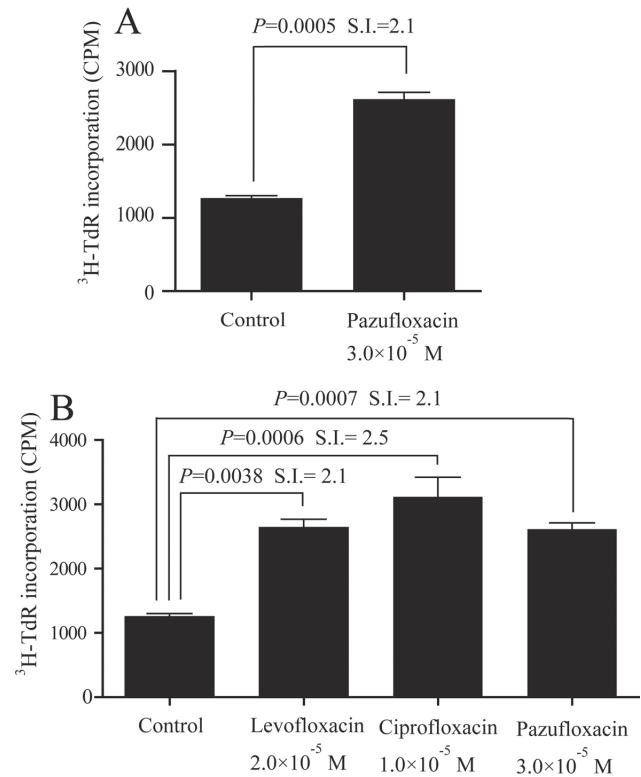 A
P=0.0005 S.I.=2.1
³H-TdR incorporation (CPM)
3000
2000
1000
0
Control
Pazufloxacin
3.0×10⁻⁵ M
B
P=0.0007 S.I.= 2.1
P=0.0006 S.I.= 2.5
P=0.0038 S.I.= 2.1
³H-TdR incorporation (CPM)
4000
3000
2000
1000
0
Control
Levofloxacin
2.0×10⁻⁵ M
Ciprofloxacin
1.0×10⁻⁵ M
Pazufloxacin
3.0×10⁻⁵ M